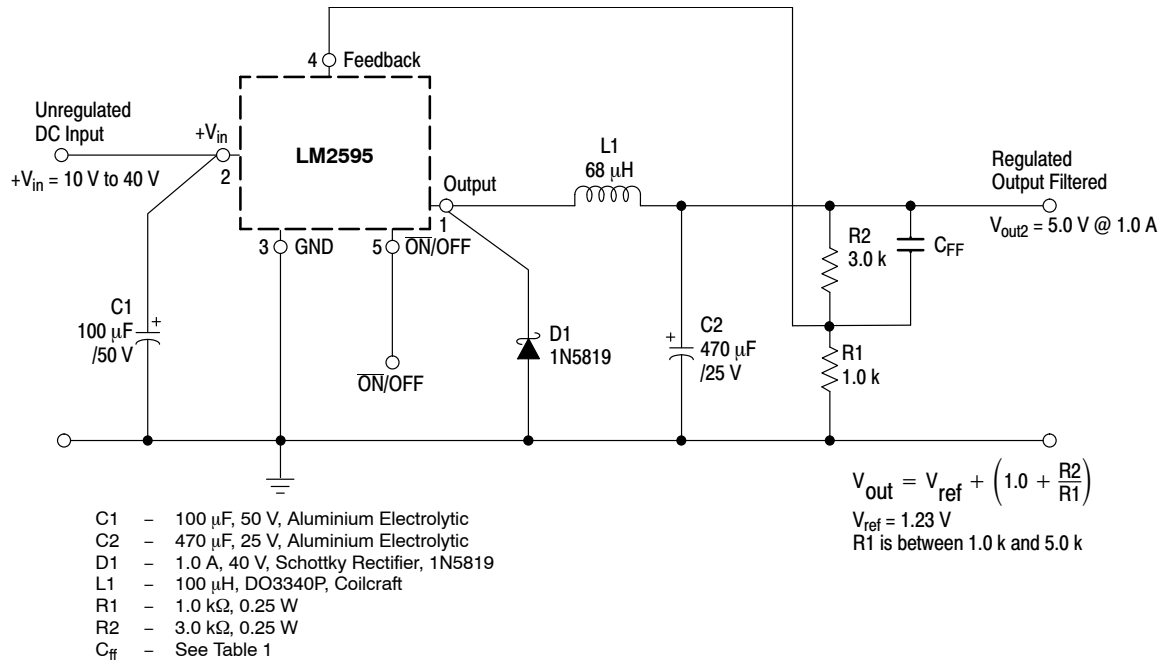 4
Feedback
Unregulated
DC Input
+Vin
LM2595
L1
68 μH
Regulated
Output Filtered
+Vin = 10 V to 40 V
2
Output
1
Vout2 = 5.0 V @ 1.0 A
3
GND
5
O̅N̅/OFF
R2
3.0 k
CFF
C1
100 μF
/50 V
+
D1
1N5819
C2
+
470 μF
/25 V
R1
1.0 k
O̅N̅/OFF
Vout = Vref + (1.0 + R2/R1)
Vref = 1.23 V
R1 is between 1.0 k and 5.0 k
C1 – 100 μF, 50 V, Aluminium Electrolytic
C2 – 470 μF, 25 V, Aluminium Electrolytic
D1 – 1.0 A, 40 V, Schottky Rectifier, 1N5819
L1 – 100 μH, DO3340P, Coilcraft
R1 – 1.0 kΩ, 0.25 W
R2 – 3.0 kΩ, 0.25 W
Cff – See Table 1